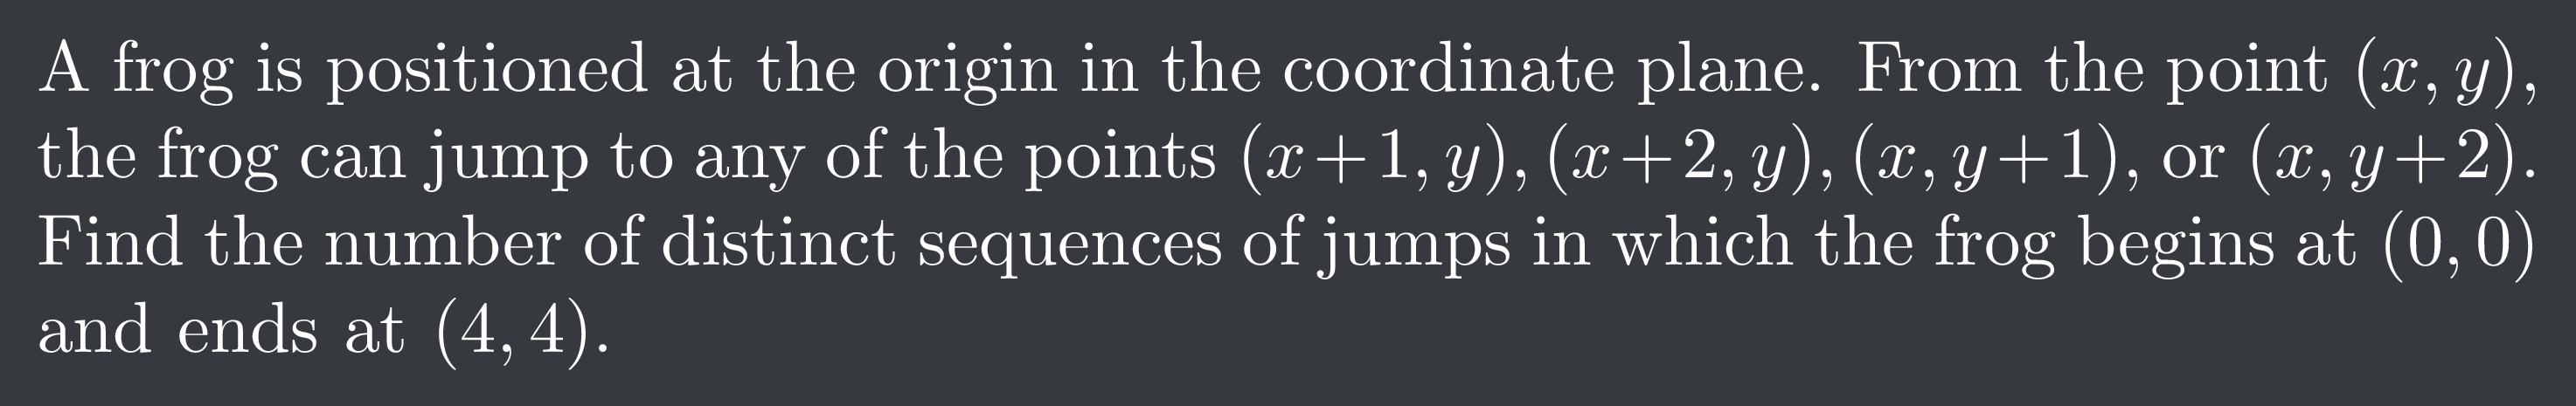 A frog is positioned at the origin in the coordinate plane. From the point (x, y),
the frog can jump to any of the points (x+1, y), (x+2, y), (x, y+1), or (x, y+2).
Find the number of distinct sequences of jumps in which the frog begins at (0, 0)
and ends at (4, 4).